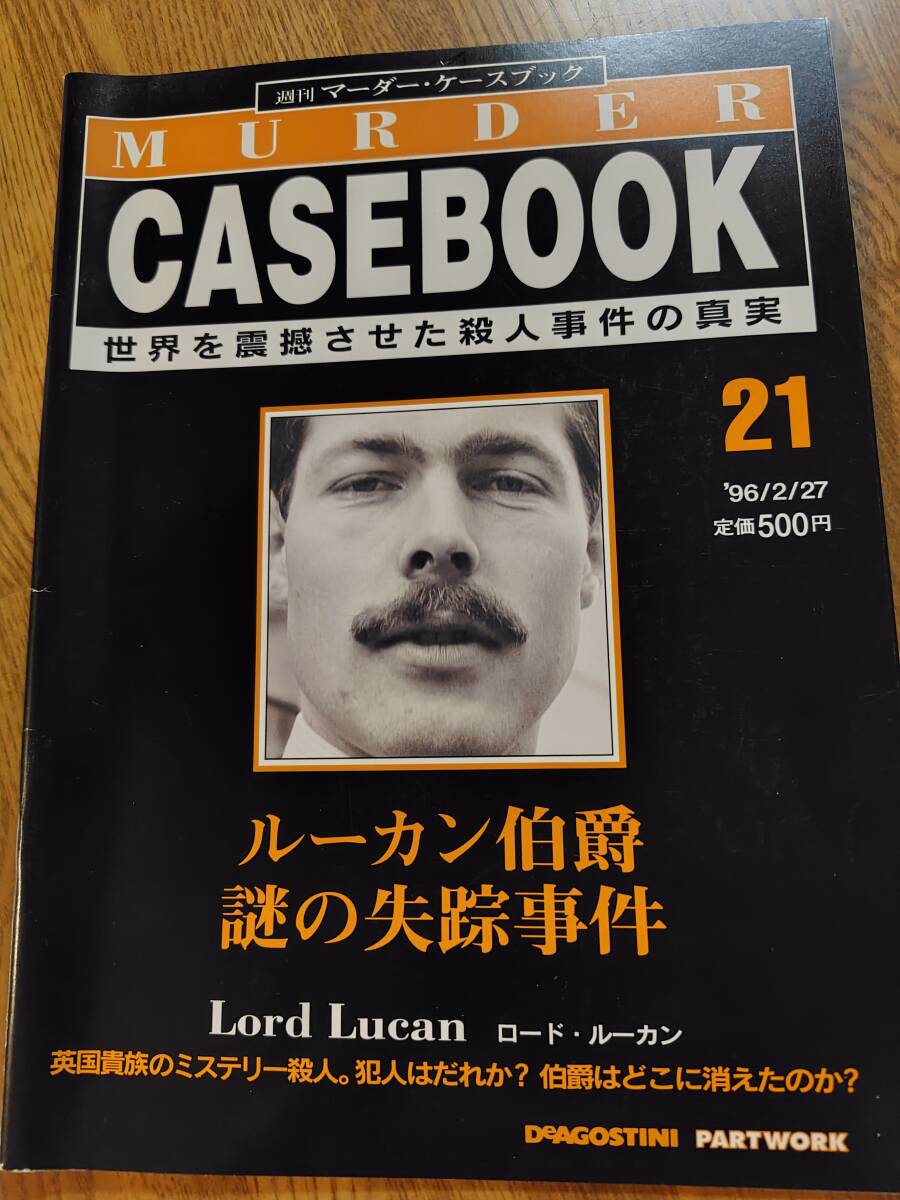 週刊 マーダー・ケースブック
MURDER
CASEBOOK
世界を震撼させた殺人事件の真実
21
'96/2/27
定価500円
ルーカン伯爵
謎の失踪事件
Lord Lucan ロード・ルーカン
英国貴族のミステリー殺人。犯人はだれか? 伯爵はどこに消えたのか?
DeAGOSTINI PARTWORK